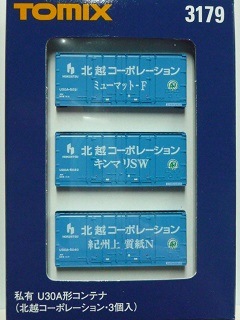 TOMIX 3179
北越コーポレーション
ミューマット-F
北越コーポレーション
キンマリSW
北越コーポレーション
紀州上質紙N
私有 U30A形コンテナ
(北越コーポレーション・3個入)